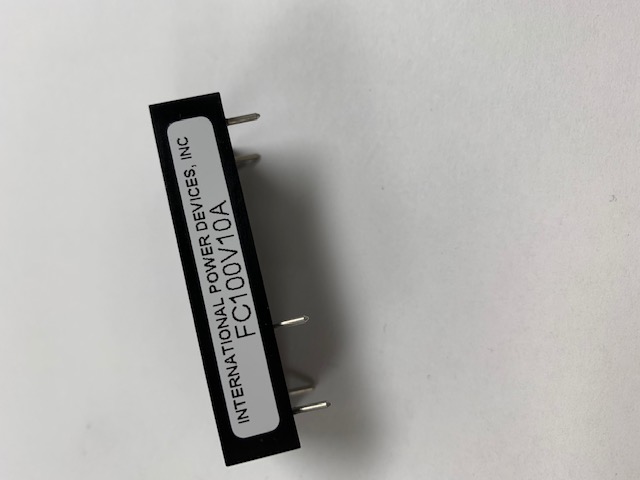 INTERNATIONAL POWER DEVICES, INC
FC100V10A